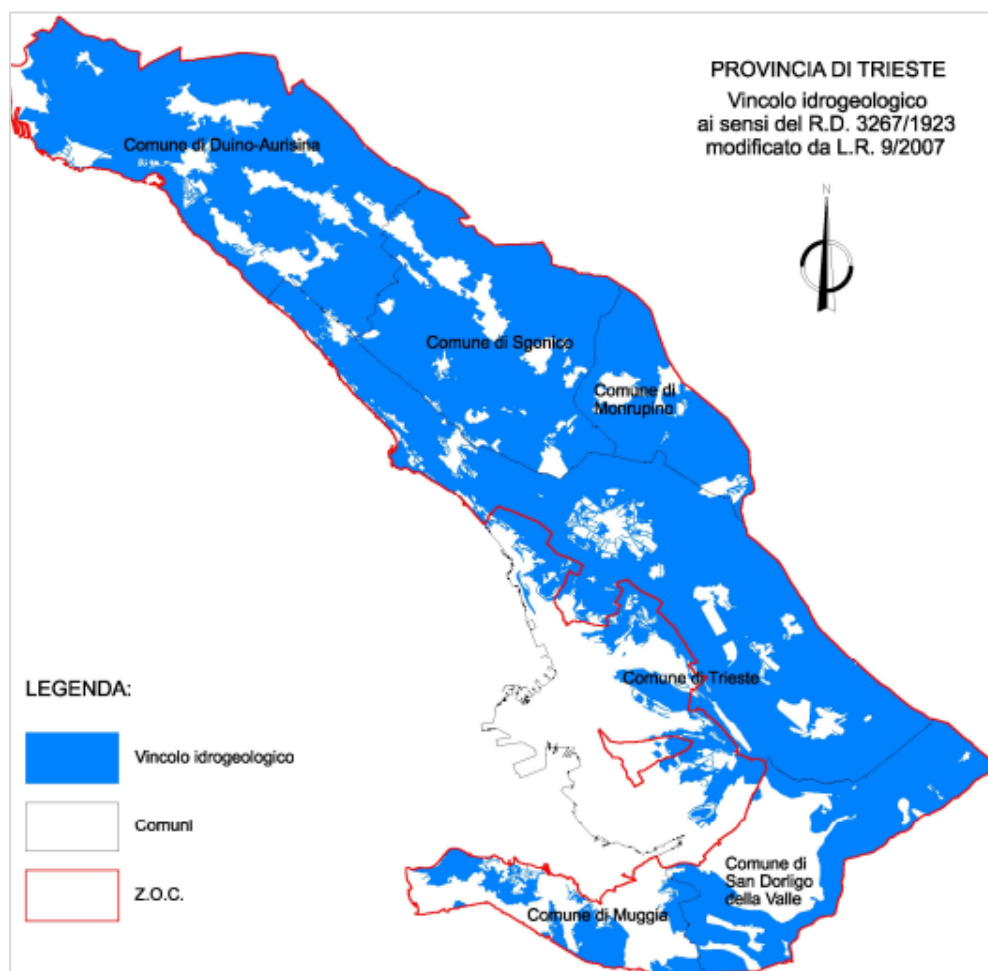 PROVINCIA DI TRIESTE
Vincolo idrogeologico
ai sensi del R.D. 3267/1923
modificato da L.R. 9/2007
N
Comune di Duino-Aurisina
Comune di Sgonico
Comune di
Monrupino
Comune di Trieste
LEGENDA:
Vincolo idrogeologico
Comuni
Z.O.C.
Comune di
San Dorligo
della Valle
Comune di Muggia